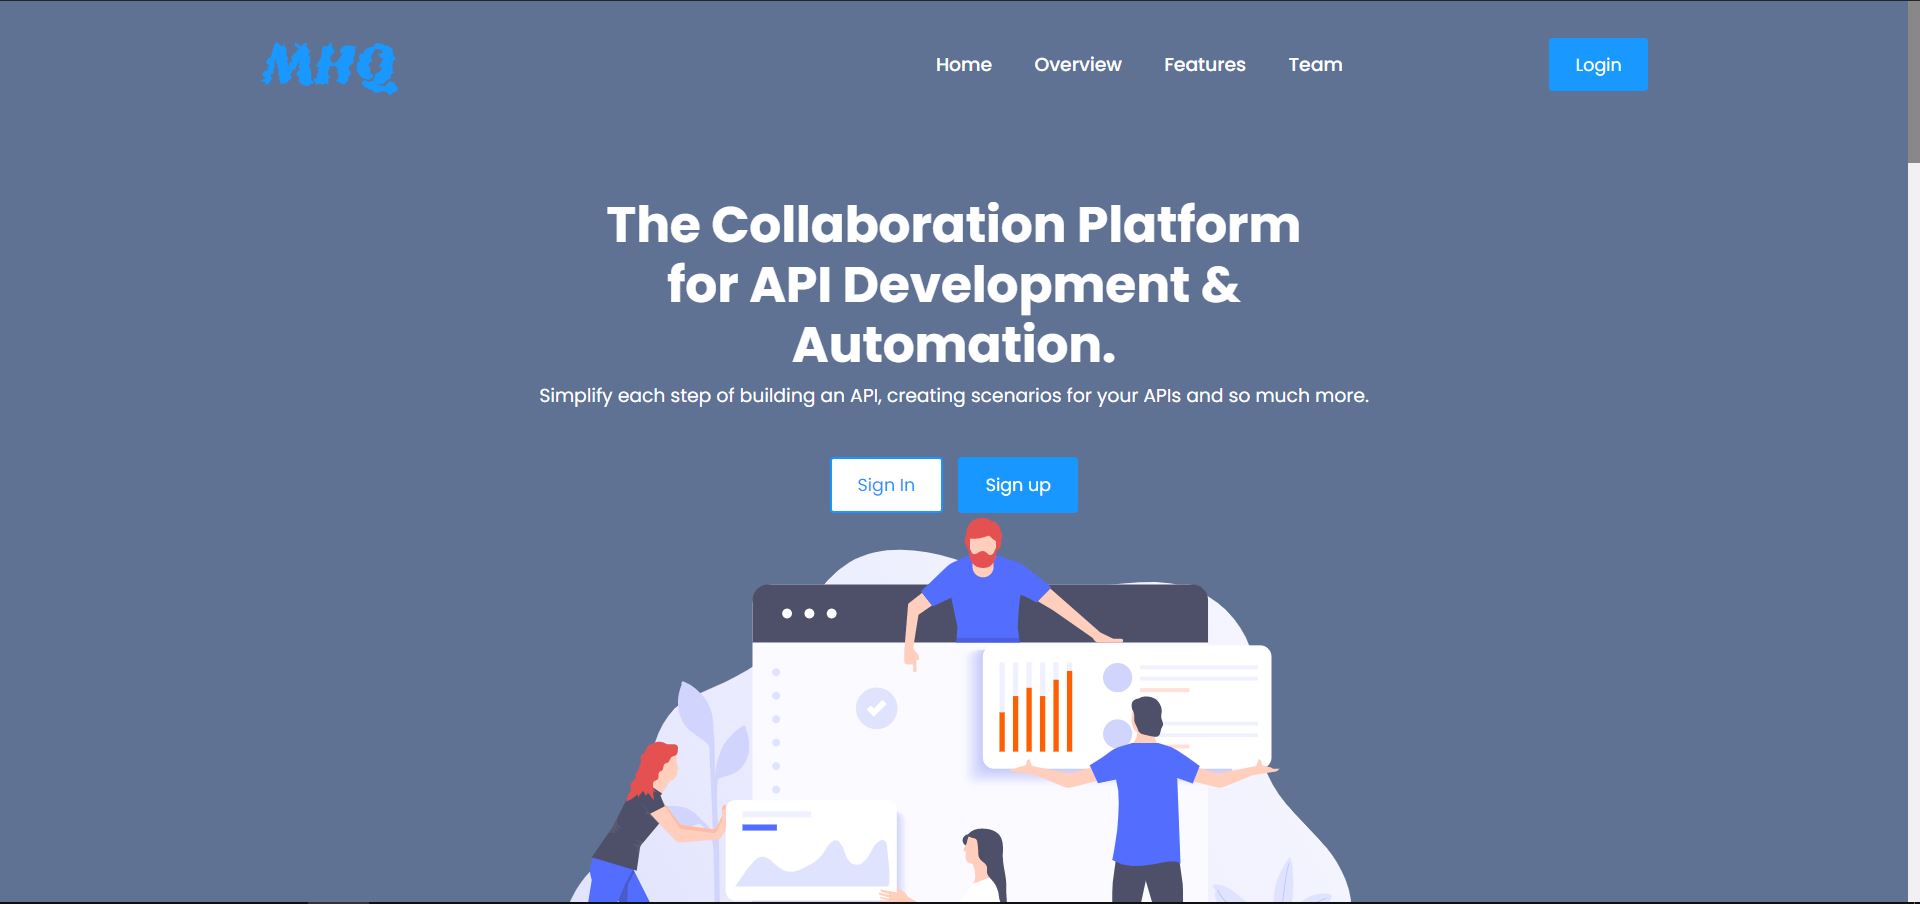 MHQ
Home Overview Features Team
Login
The Collaboration Platform
for API Development &
Automation.
Simplify each step of building an API, creating scenarios for your APIs and so much more.
Sign In Sign up